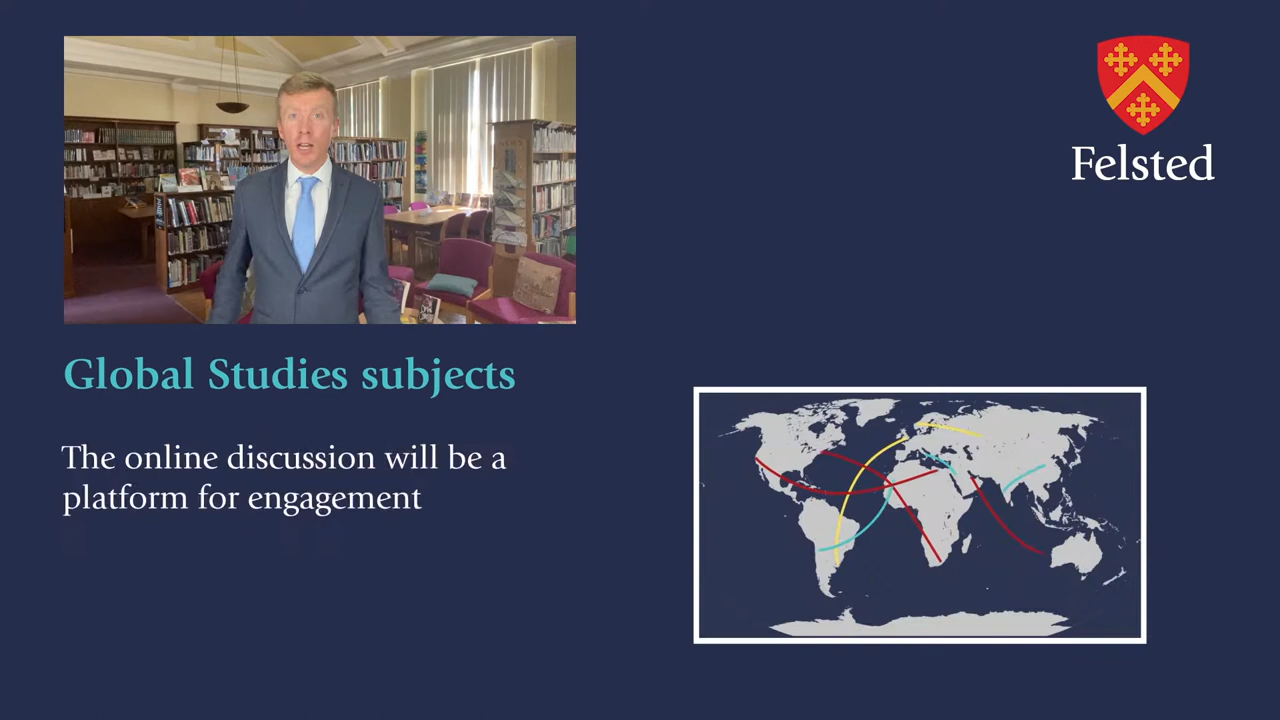 Felsted
Global Studies subjects
The online discussion will be a
platform for engagement